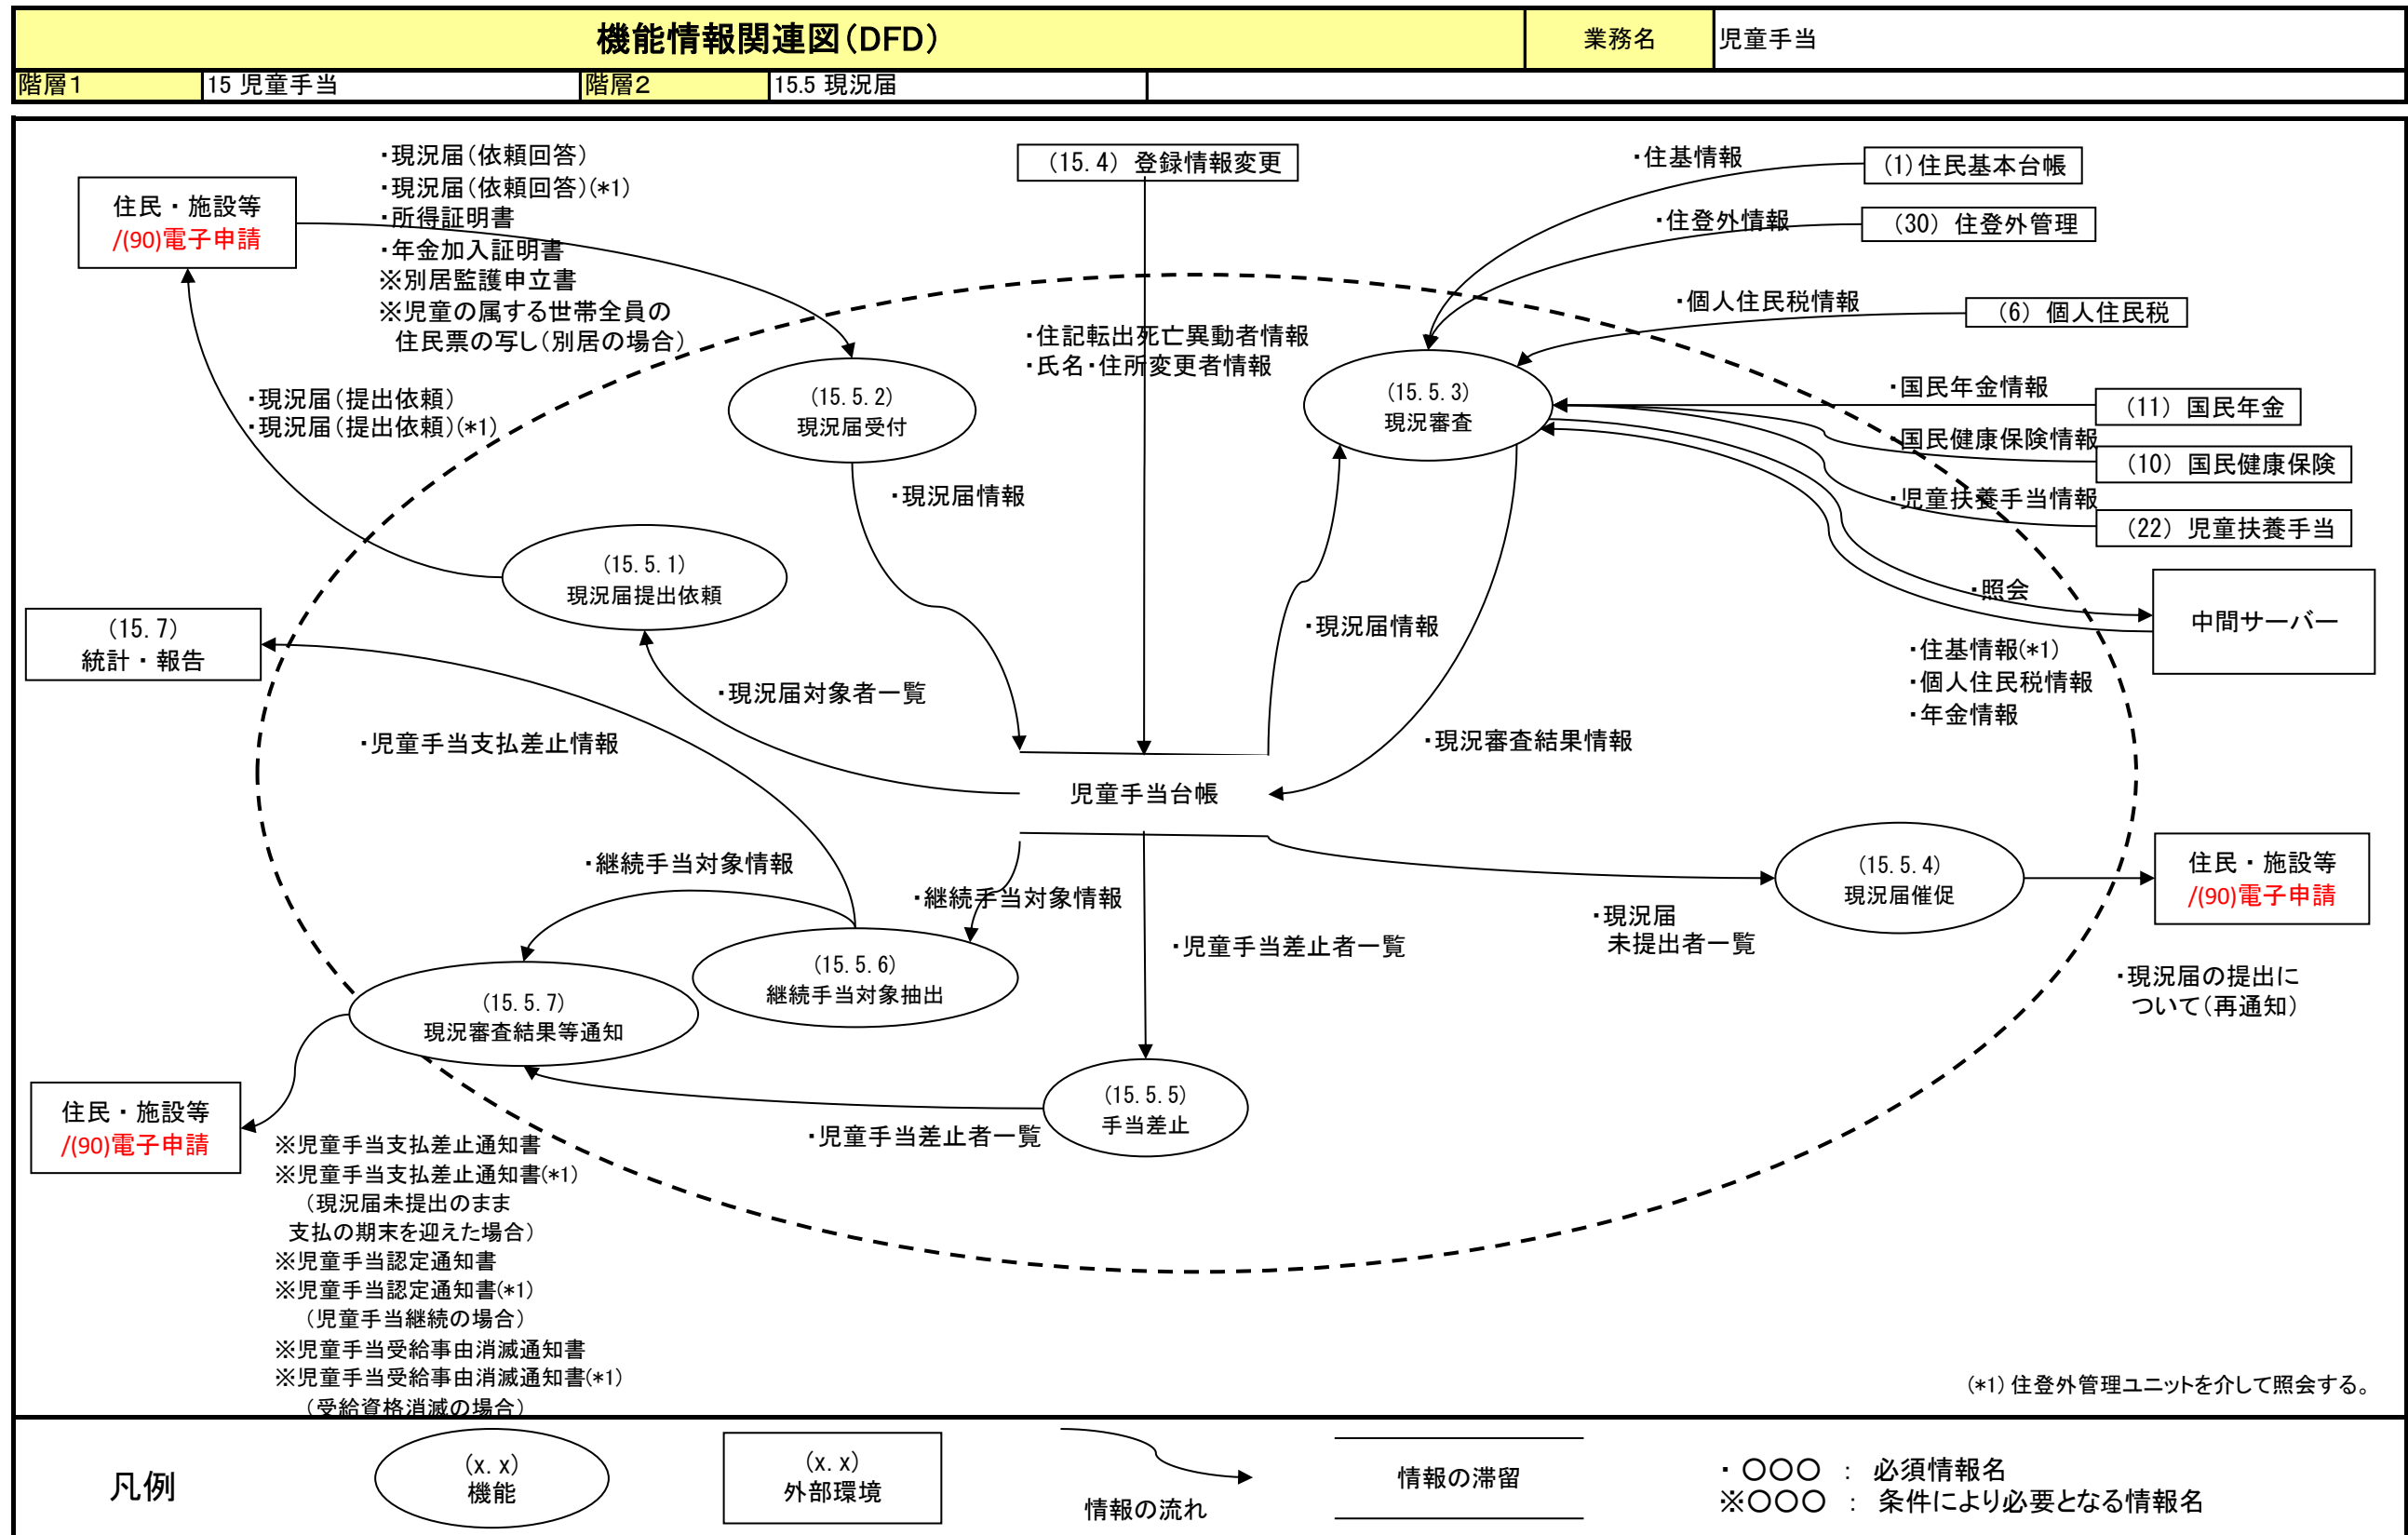 機能情報関連図(DFD)
業務名
児童手当
階層1
15 児童手当
階層2
15.5 現況届
住民・施設等
/(90)電子申請
・現況届(依頼回答)
・現況届(依頼回答)(*1)
・所得証明書
・年金加入証明書
※別居監護申立書
※児童の属する世帯全員の
住民票の写し(別居の場合)
(15.4) 登録情報変更
・住基情報
(1)住民基本台帳
・住登外情報
(30) 住登外管理
・個人住民税情報
(6) 個人住民税
・住記転出死亡異動者情報
・氏名・住所変更者情報
・現況届(提出依頼)
・現況届(提出依頼)(*1)
(15.5.2)
現況届受付
(15.5.3)
現況審査
・国民年金情報
(11) 国民年金
・国民健康保険情報
(10) 国民健康保険
・児童扶養手当情報
(22) 児童扶養手当
・現況届情報
(15.5.1)
現況届提出依頼
・照会
中間サーバー
(15.7)
統計・報告
・現況届情報
・住基情報(*1)
・個人住民税情報
・年金情報
・現況届対象者一覧
・児童手当支払差止情報
・現況審査結果情報
児童手当台帳
・継続手当対象情報
・継続手当対象情報
(15.5.4)
現況届催促
住民・施設等
/(90)電子申請
・現況届
未提出者一覧
・児童手当差止者一覧
(15.5.6)
継続手当対象抽出
・現況届の提出に
ついて(再通知)
(15.5.7)
現況審査結果等通知
(15.5.5)
手当差止
住民・施設等
/(90)電子申請
・児童手当差止者一覧
※児童手当支払差止通知書
※児童手当支払差止通知書(*1)
(現況届未提出のまま
支払の期末を迎えた場合)
※児童手当認定通知書
※児童手当認定通知書(*1)
(児童手当継続の場合)
※児童手当受給事由消滅通知書
※児童手当受給事由消滅通知書(*1)
(受給資格消滅の場合)
(*1) 住登外管理ユニットを介して照会する。
凡例
(x.x)
機能
(x.x)
外部環境
情報の流れ
情報の滞留
・ 〇〇〇 : 必須情報名
※〇〇〇 : 条件により必要となる情報名